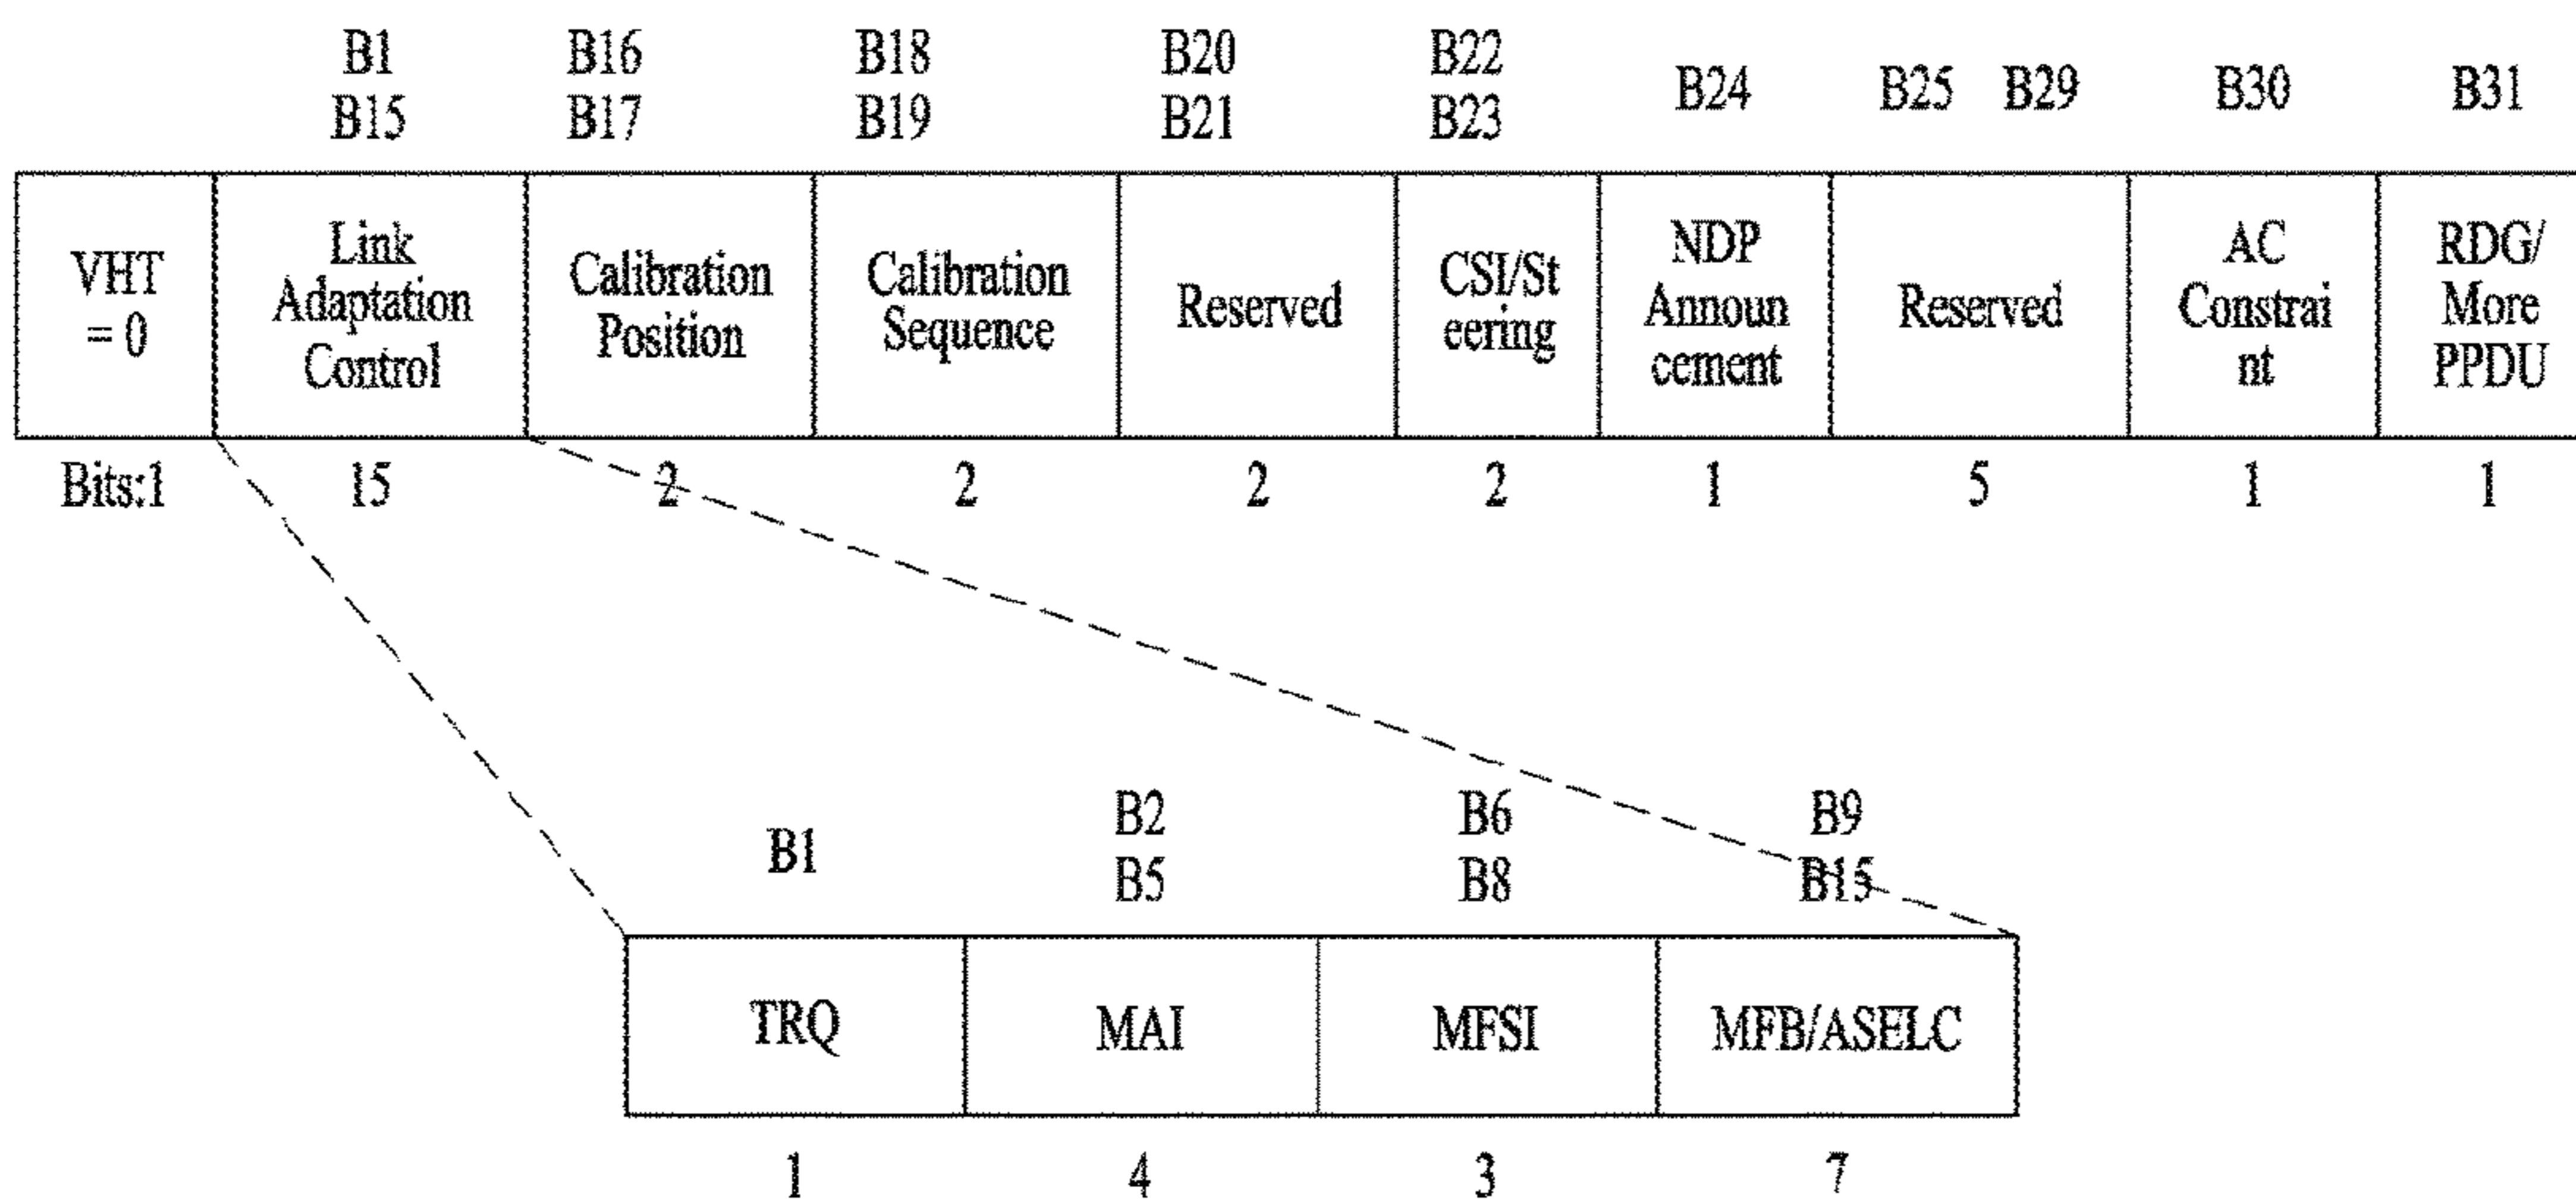 B1 B16 B18 B20 B22
B15 B17 B19 B21 B23 B24 B25 B29 B30 B31
VHT
= 0
Link
Adaptation
Control
Calibration
Position
Calibration
Sequence
Reserved
CSI/St
eering
NDP
Announ
cement
Reserved
AC
Constrai
nt
RDG/
More
PPDU
Bits:1 15 2 2 2 2 1 5 1 1
B1
B2
B5
B6
B8
B9
B15
TRQ MAI MFSI MFB/ASELC
1 4 3 7